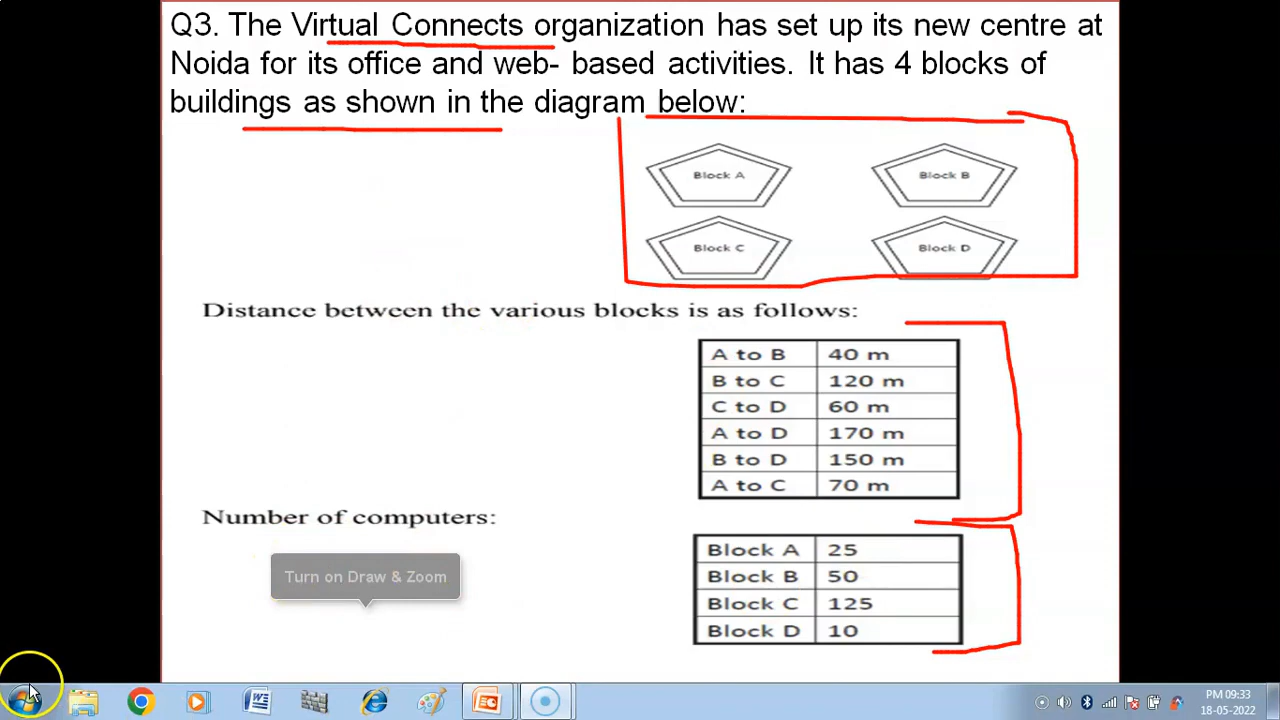 Q3. The Virtual Connects organization has set up its new centre at
Noida for its office and web- based activities. It has 4 blocks of
buildings as shown in the diagram below:
Block A
Block B
Block C
Block D
Distance between the various blocks is as follows:
A to B 40 m
B to C 120 m
C to D 60 m
A to D 170 m
B to D 150 m
A to C 70 m
Number of computers:
Block A 25
Block B 50
Block C 125
Block D 10
Turn on Draw & Zoom
PM 09:33
18-05-2022